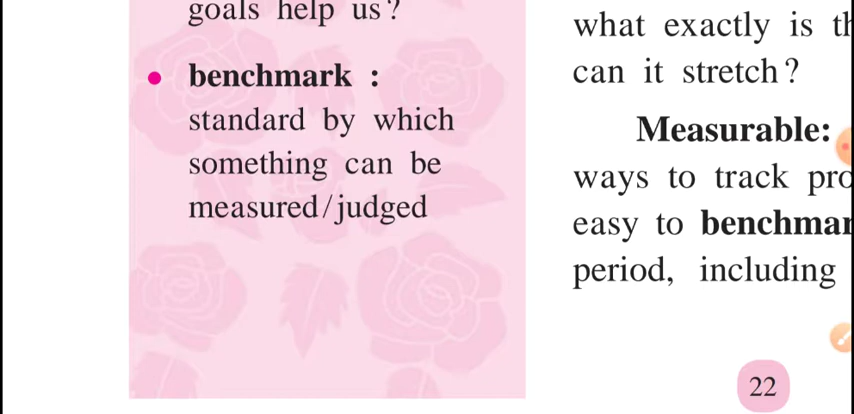 goals help us?
• benchmark :
standard by which
something can be
measured/judged
what exactly is
can it stretch?
Measurable:
ways to track
easy to
period, including
22